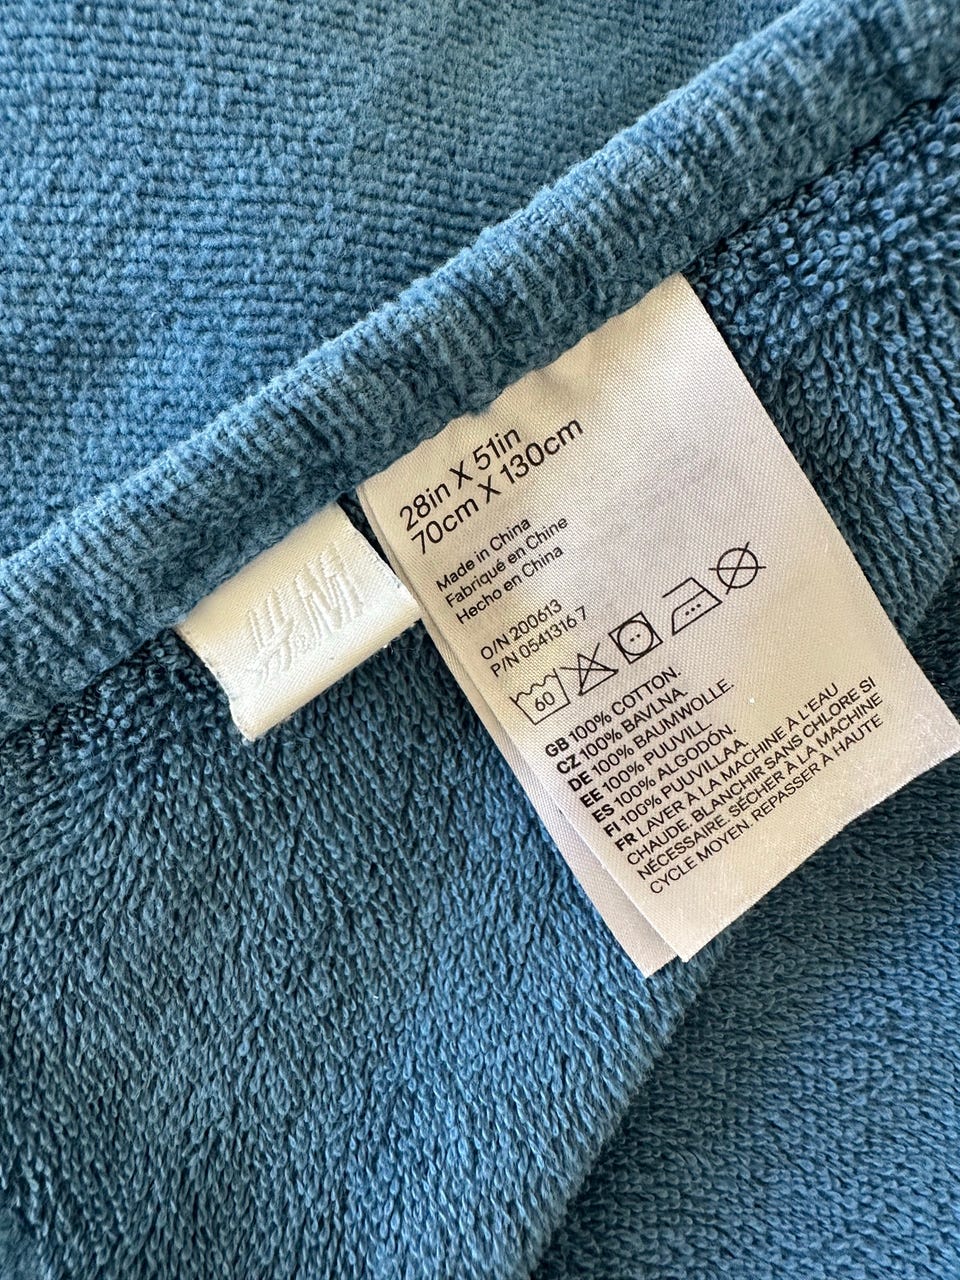 28in X 51in
70cm X 130cm
Made in China
Fabriqué en Chine
Hecho en China
O/N 200613
P/N 0541316 7
60
GB 100% COTTON.
CZ 100% BAVLNA.
DE 100% BAUMWOLLE.
EE 100% PUUVILL.
ES 100% ALGODÓN.
FI 100% PUUVILLAA.
FR LAVER À LA MACHINE À L'EAU
CHAUDE. BLANCHIR SANS CHLORE SI
NÉCESSAIRE. SÉCHER À LA MACHINE
CYCLE MOYEN. REPASSER À HAUTE
H&M